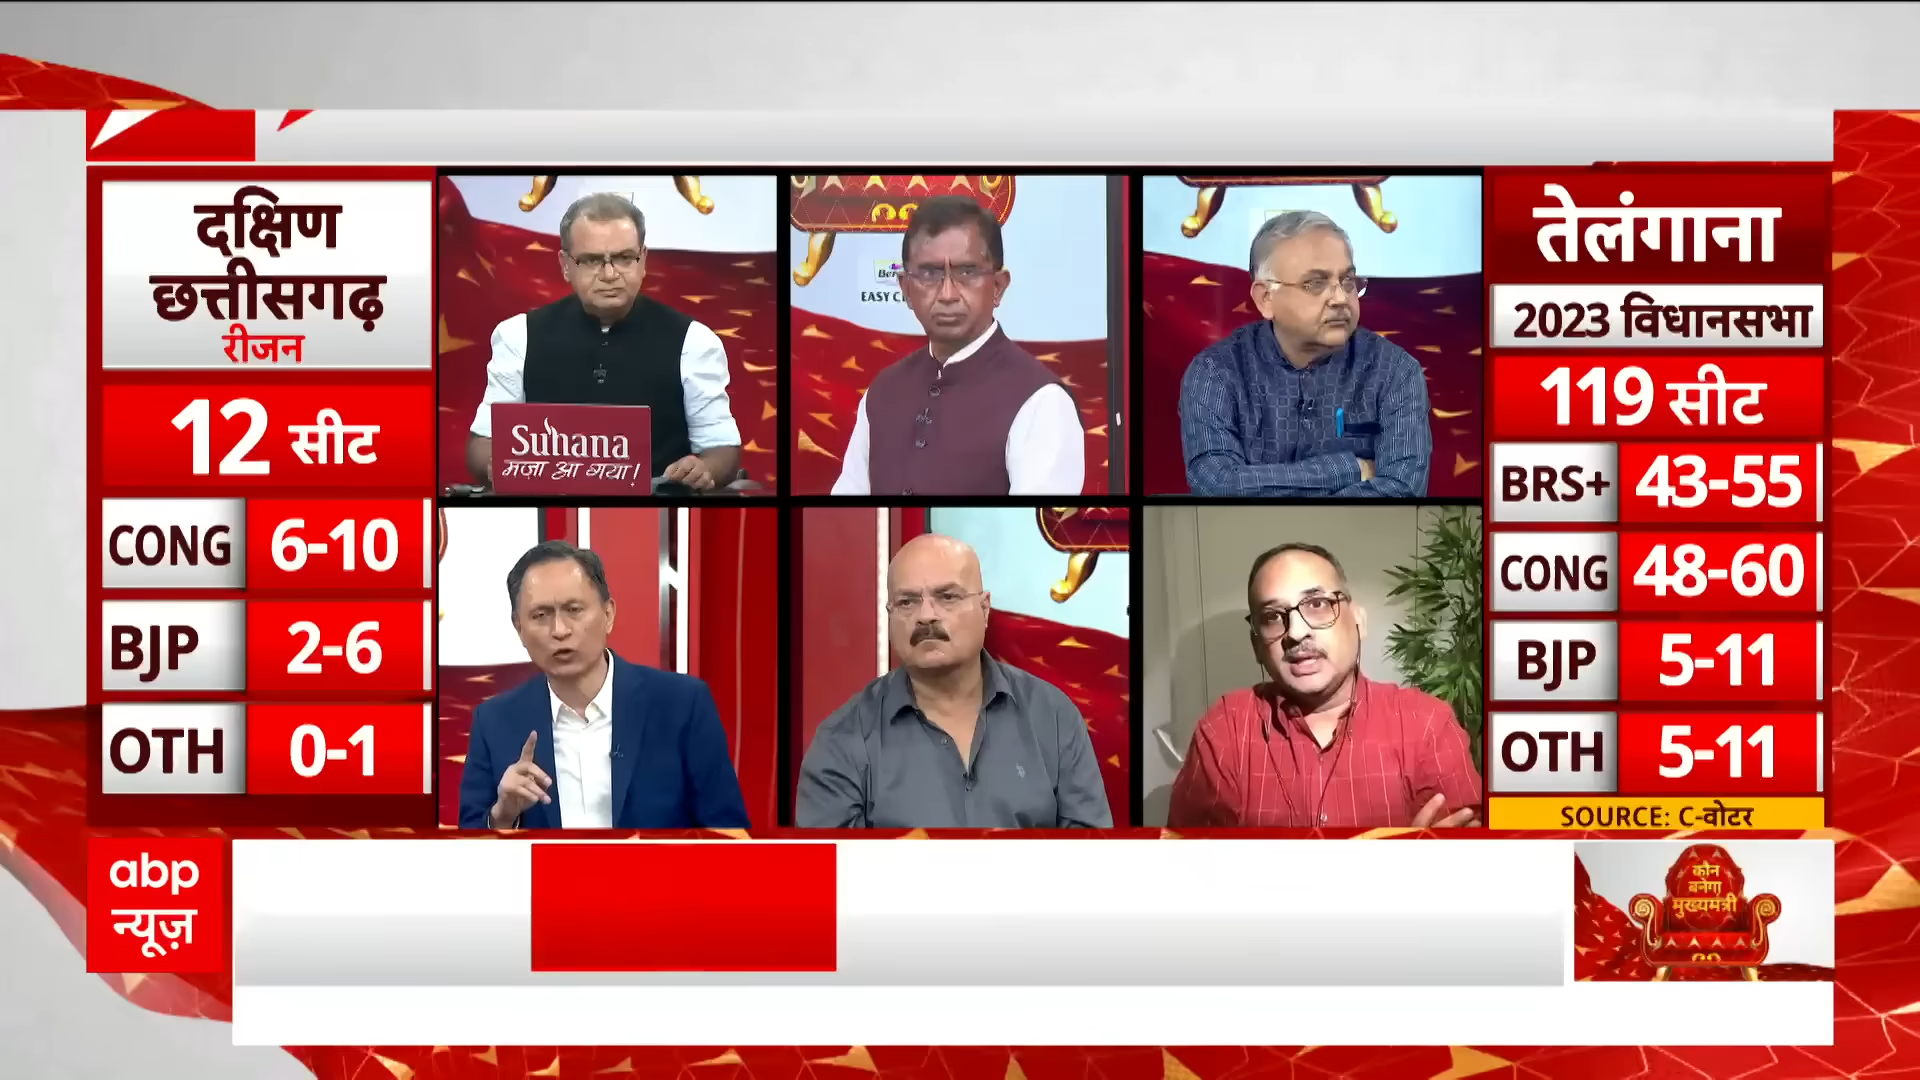 दक्षिण
छत्तीसगढ़
रीजन
12 सीट
CONG 6-10
BJP 2-6
OTH 0-1
EASY C
Suhana
मज़ा आ गया!
तेलंगाना
2023 विधानसभा
119 सीट
BRS+ 43-55
CONG 48-60
BJP 5-11
OTH 5-11
SOURCE: C-वोटर
abp
न्यूज़
कौन
बनेगा
मुख्यमंत्री